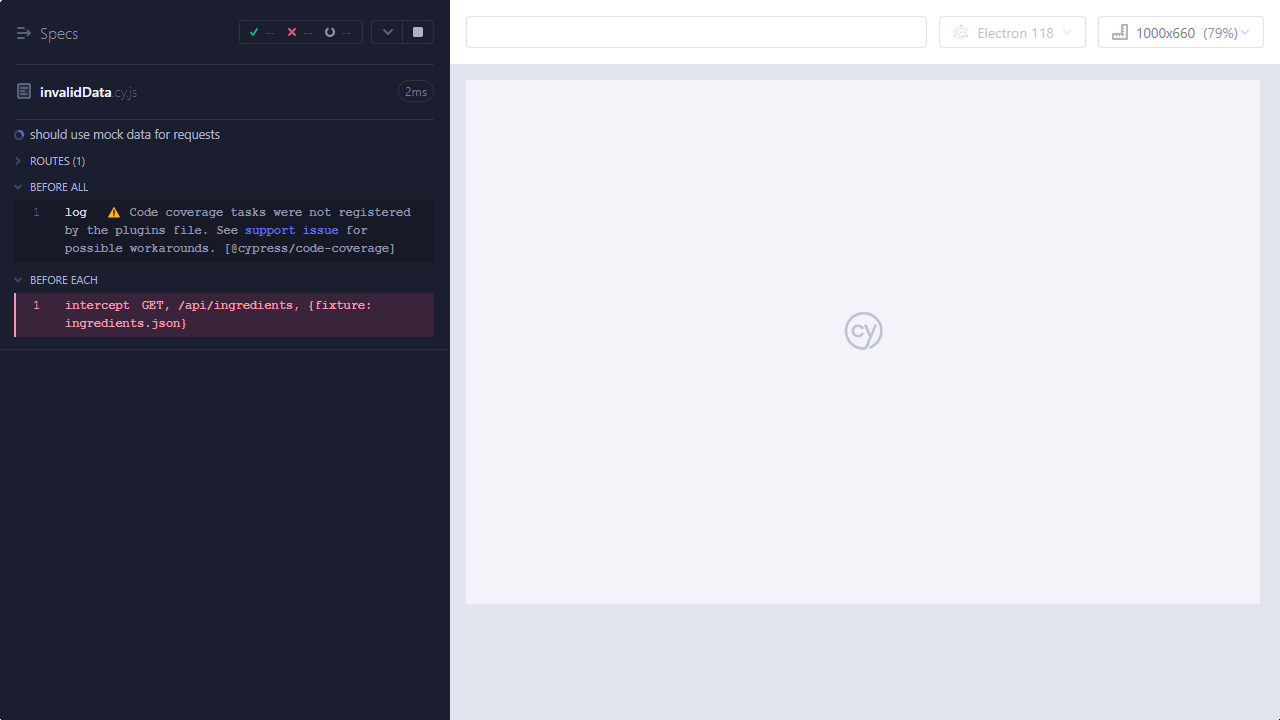 Specs
-- -- --
invalidData.cy.js
2ms
should use mock data for requests
ROUTES (1)
BEFORE ALL
1 log ⚠ Code coverage tasks were not registered
by the plugins file. See support issue for
possible workarounds. [@cypress/code-coverage]
BEFORE EACH
1 intercept GET, /api/ingredients, {fixture:
ingredients.json}
Electron 118
1000x660 (79%)
cy